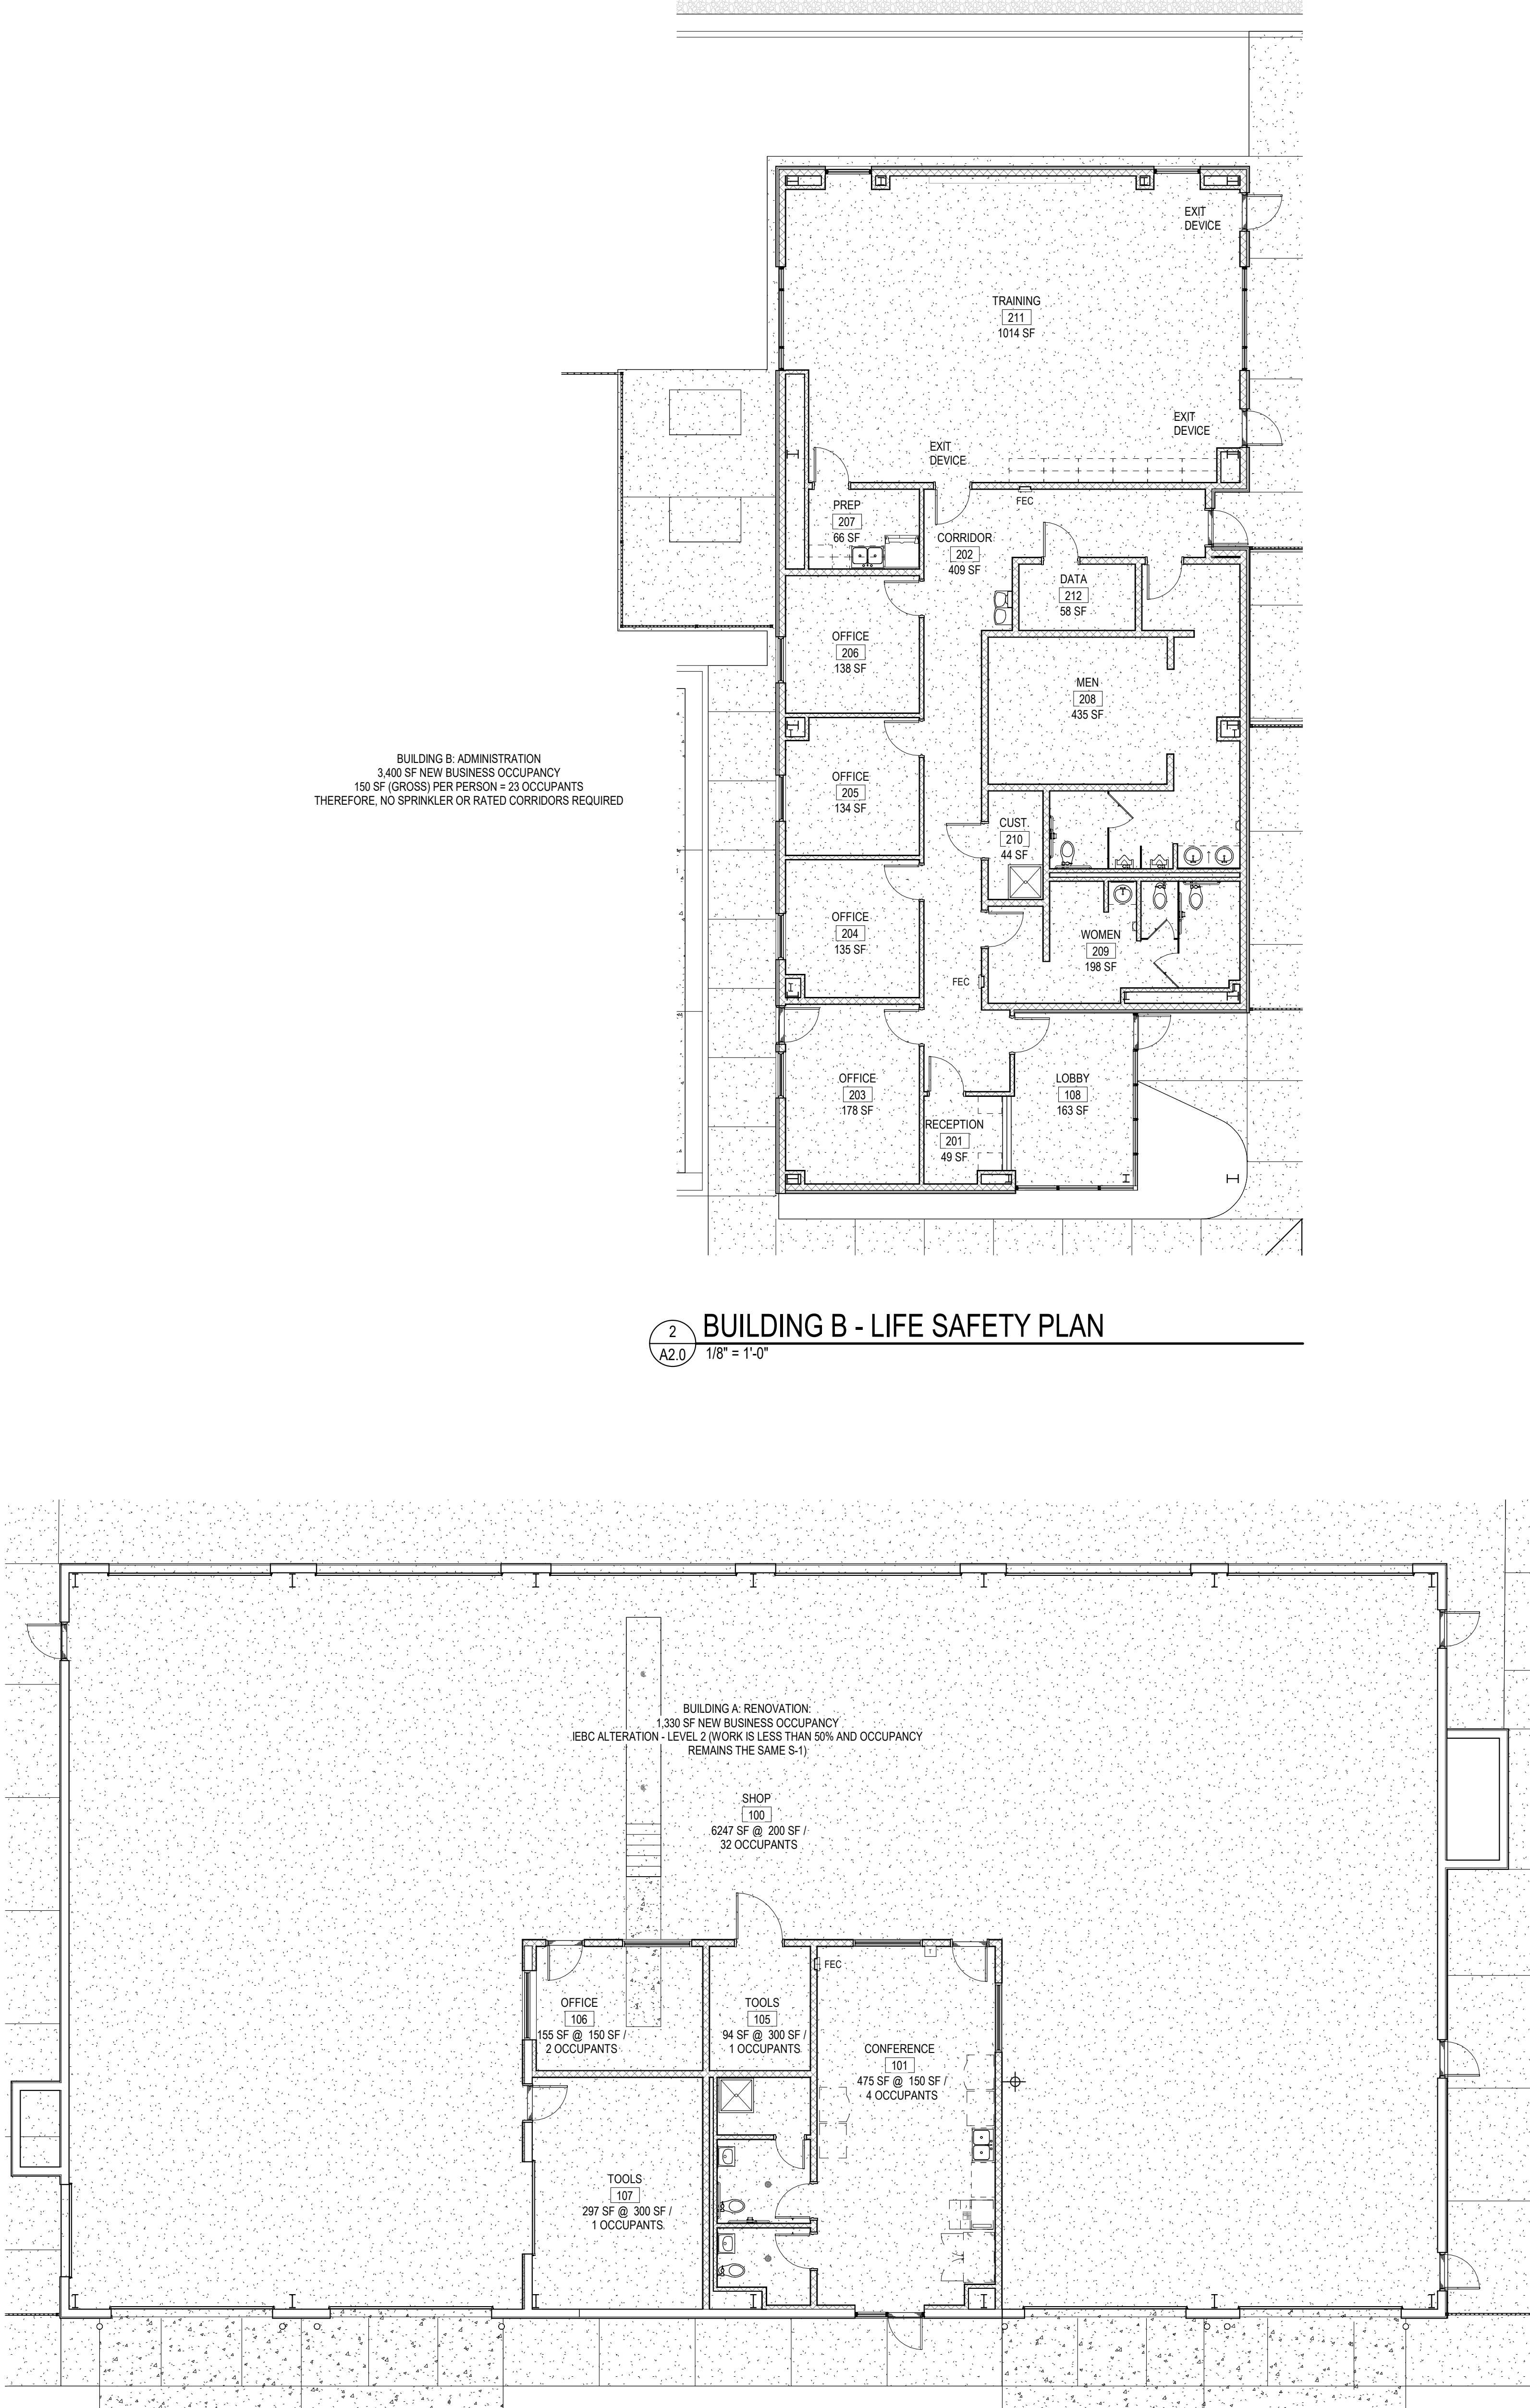 EXIT
DEVICE
TRAINING
211
1014 SF
EXIT
DEVICE
EXIT
DEVICE
FEC
PREP
207
66 SF
CORRIDOR
202
409 SF
DATA
212
58 SF
OFFICE
206
138 SF
MEN
208
435 SF
BUILDING B: ADMINISTRATION
3,400 SF NEW BUSINESS OCCUPANCY
150 SF (GROSS) PER PERSON = 23 OCCUPANTS
THEREFORE, NO SPRINKLER OR RATED CORRIDORS REQUIRED
OFFICE
205
134 SF
CUST.
210
44 SF
OFFICE
204
135 SF
WOMEN
209
198 SF
FEC
OFFICE
203
178 SF
LOBBY
108
163 SF
RECEPTION
201
49 SF
2
A2.0
BUILDING B - LIFE SAFETY PLAN
1/8" = 1'-0"
BUILDING A: RENOVATION:
1,330 SF NEW BUSINESS OCCUPANCY
IEBC ALTERATION - LEVEL 2 (WORK IS LESS THAN 50% AND OCCUPANCY
REMAINS THE SAME S-1)
SHOP
100
6247 SF @ 200 SF /
32 OCCUPANTS
FEC
T
OFFICE
106
155 SF @ 150 SF /
2 OCCUPANTS
TOOLS
105
94 SF @ 300 SF /
1 OCCUPANTS
CONFERENCE
101
475 SF @ 150 SF /
4 OCCUPANTS
TOOLS
107
297 SF @ 300 SF /
1 OCCUPANTS